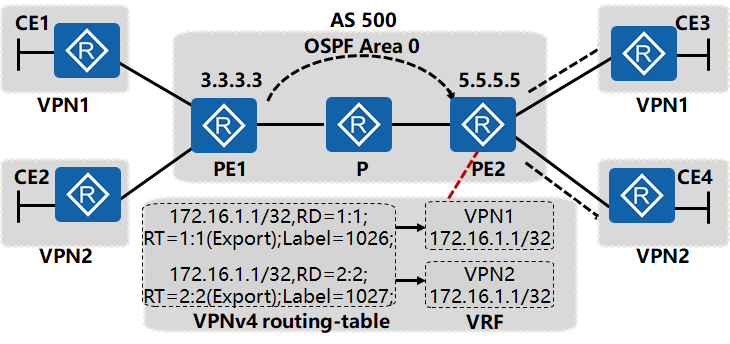 AS 500
CE1
CE3
OSPF Area 0
R
R
3.3.3.3
5.5.5.5
VPN1
VPN1
R
R
R
PE1
P
PE2
CE2
R
R
CE4
VPN2
VPN2
172.16.1.1/32,RD=1:1;
RT=1:1(Export);Label=1026;
VPN1
172.16.1.1/32
172.16.1.1/32,RD=2:2;
RT=2:2(Export);Label=1027;
VPN2
172.16.1.1/32
VPNv4 routing-table
VRF